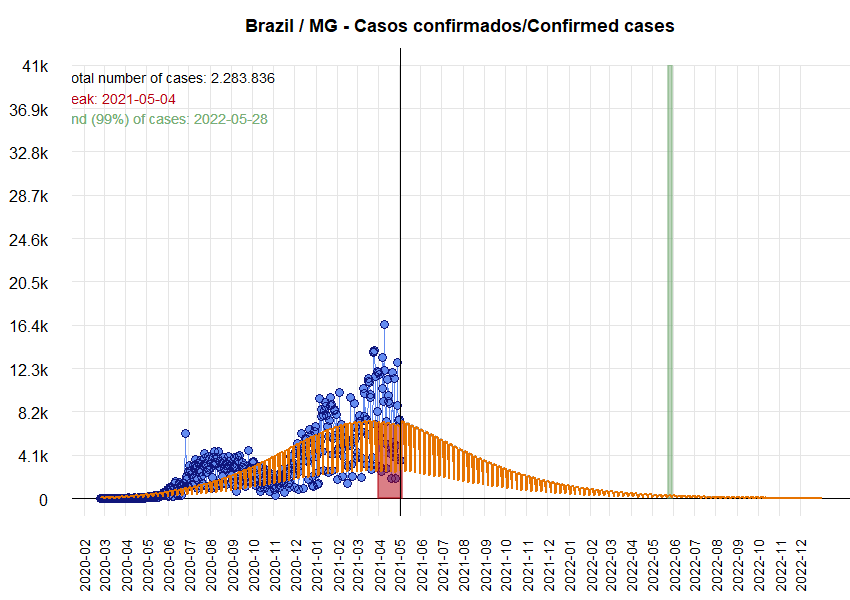 Brazil / MG - Casos confirmados/Confirmed cases
41k
otal number of cases: 2.283.836
eak: 2021-05-04
36.9k
nd (99%) of cases: 2022-05-28
32.8k
28.7k
24.6k
20.5k
16.4k
12.3k
8.2k
4.1k
0
2020-02
2020-03
2020-04
2020-05
2020-06
2020-07
2020-08
2020-09
2020-10
2020-11
2020-12
2021-01
2021-02
2021-03
2021-04
2021-05
2021-06
2021-07
2021-08
2021-09
2021-10
2021-11
2021-12
2022-01
2022-02
2022-03
2022-04
2022-05
2022-06
2022-07
2022-08
2022-09
2022-10
2022-11
2022-12